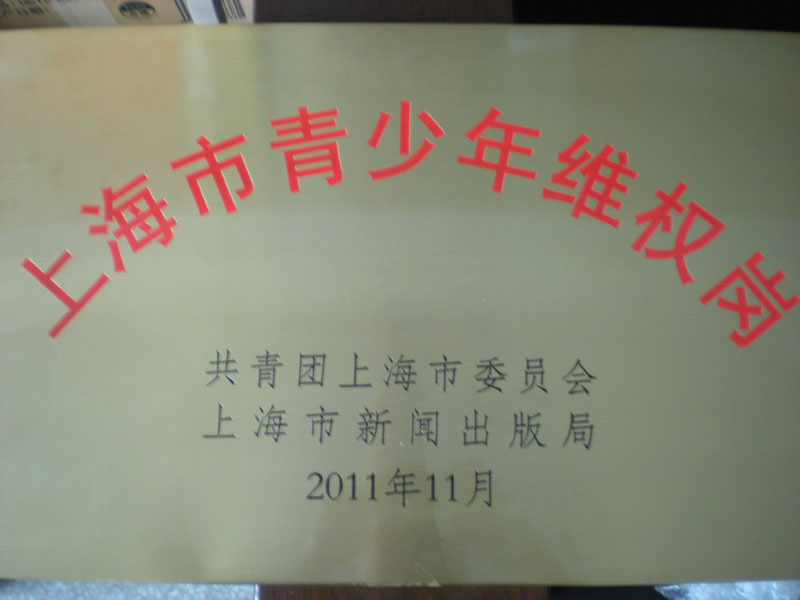 上海市青少年维权岗
共青团上海市委员会
上海市新闻出版局
2011年11月